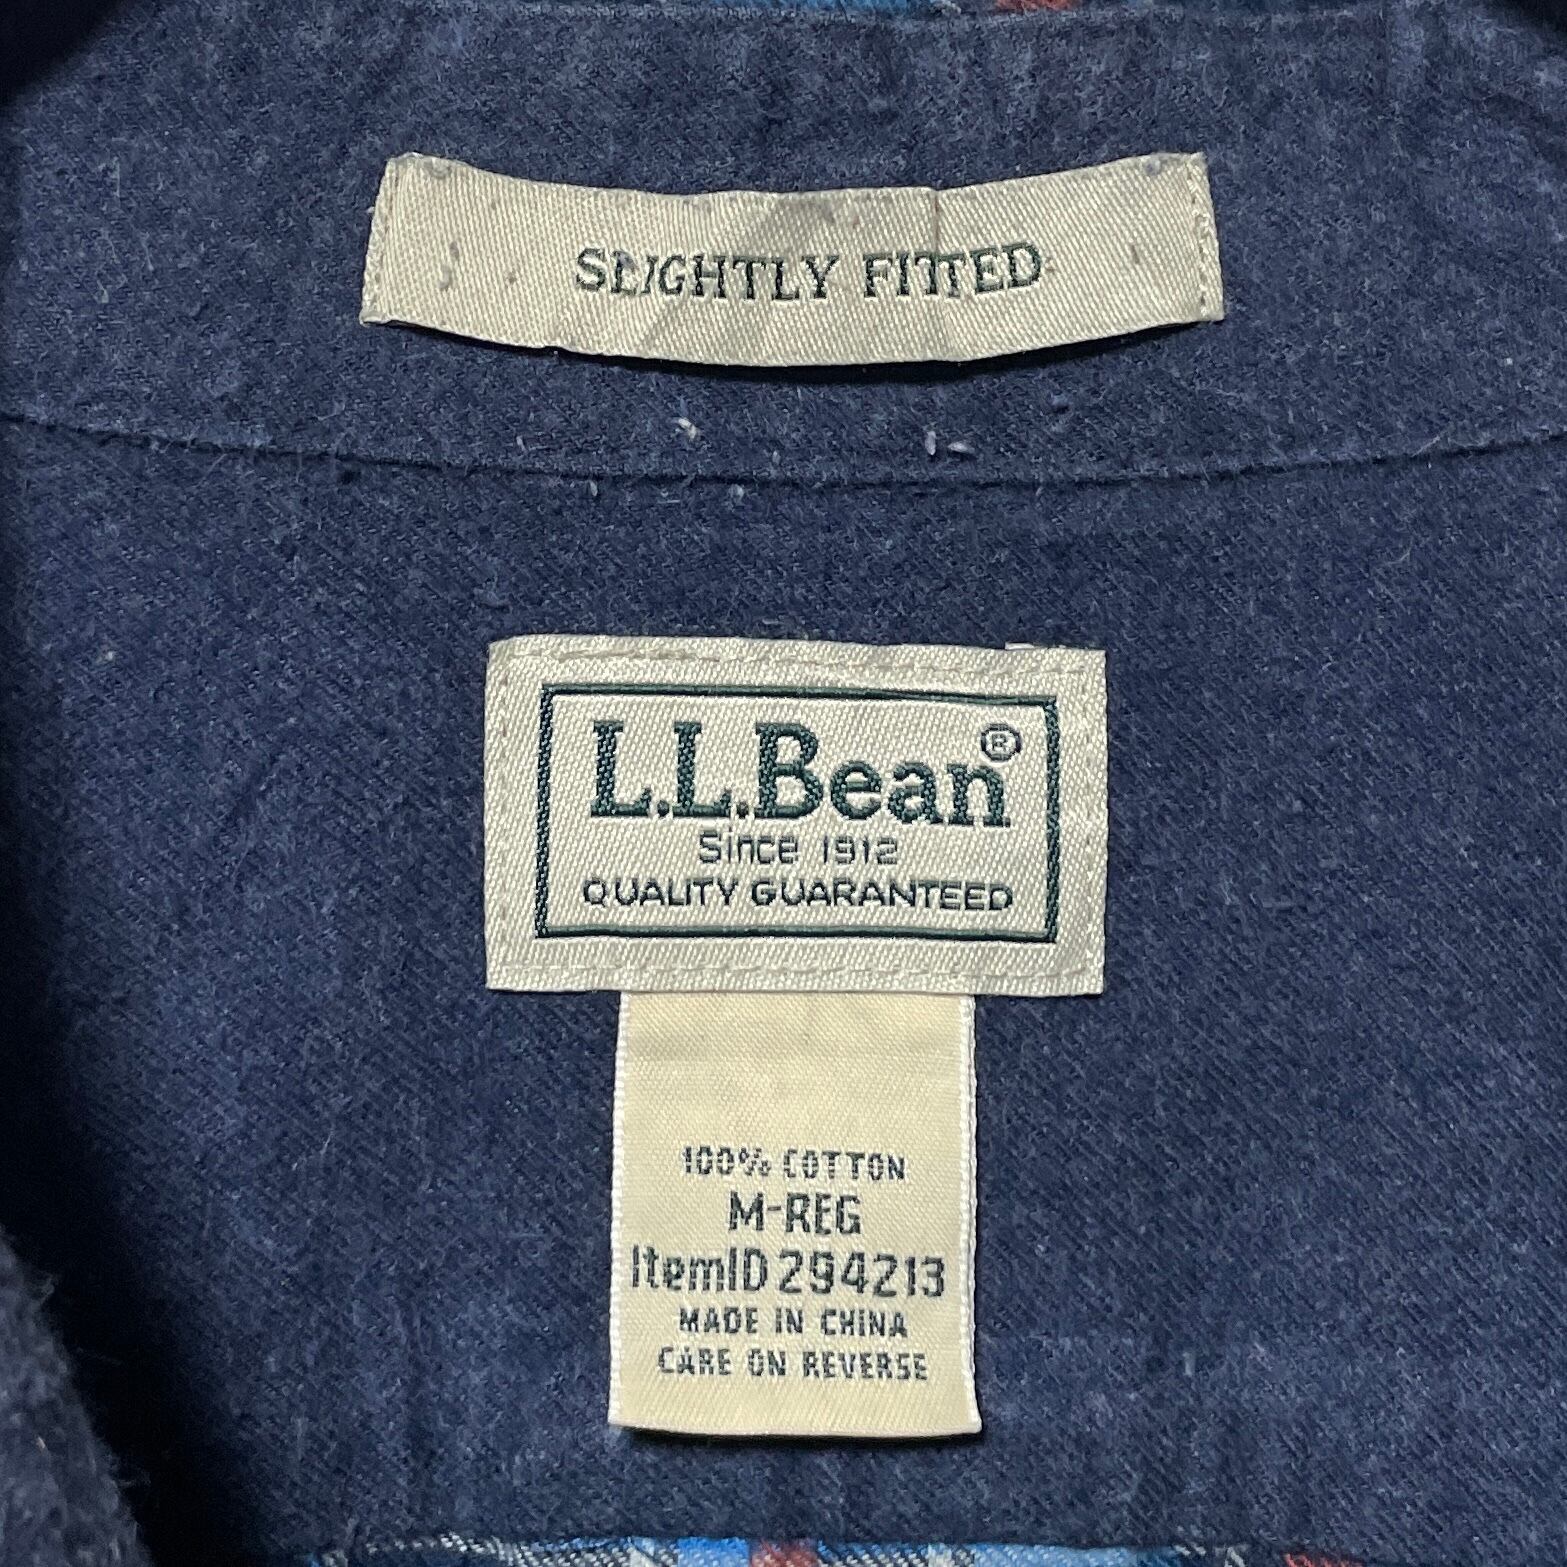 SLIGHTLY FITTED
L.L.Bean®
Since 1912
QUALITY GUARANTEED
100% COTTON
M-REG
ItemID 294213
MADE IN CHINA
CARE ON REVERSE